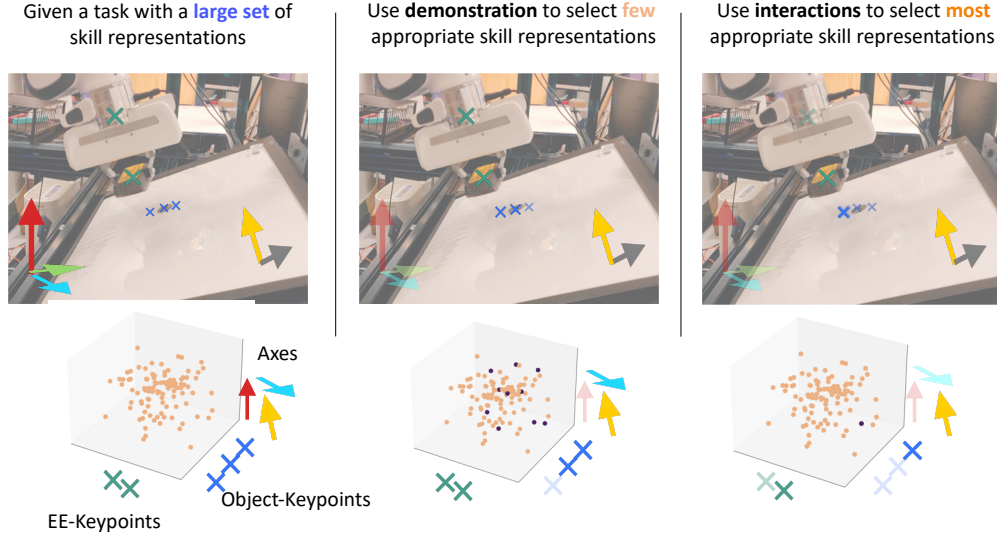 Given a task with a large set of
skill representations
Use demonstration to select few
appropriate skill representations
Use interactions to select most
appropriate skill representations
Axes
Object-Keypoints
EE-Keypoints